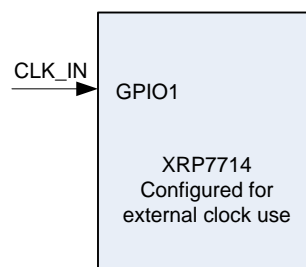 CLK_IN
GPIO1
XRP7714
Configured for
external clock use